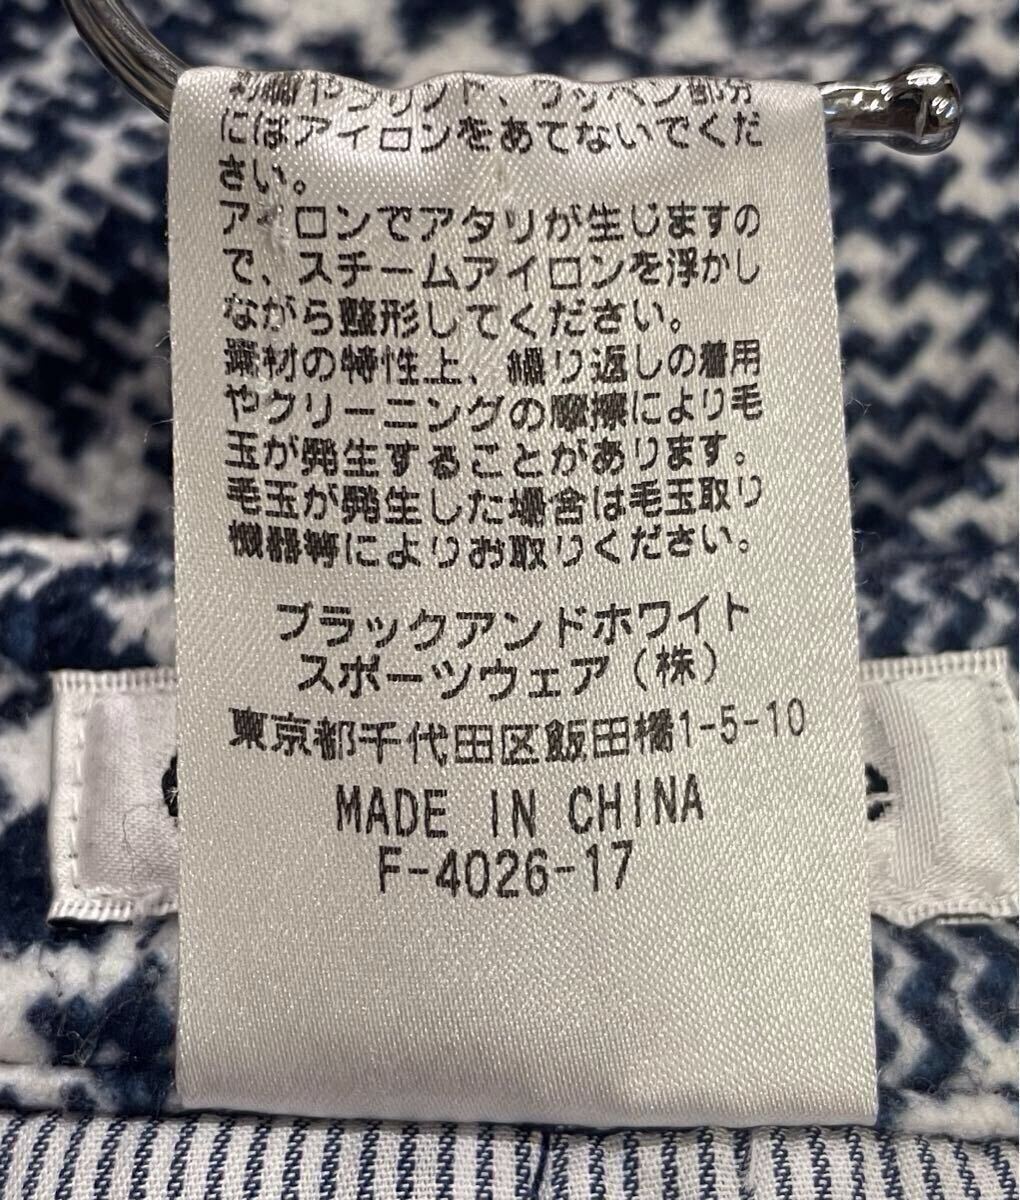 やプリント、ワッペン部分
にはアイロンをあてないでくだ
さい。
アイロンでアタリが生じますの
で、スチームアイロンを浮かし
ながら整形してください。
素材の特性上、繰り返しの着用
やクリーニングの摩擦により毛
玉が発生することがあります。
毛玉が発生した場合は毛玉取り
機器等によりお取りください。
ブラックアンドホワイト
スポーツウェア(株)
東京都千代田区飯田橋1-5-10
MADE IN CHINA
F-4026-17